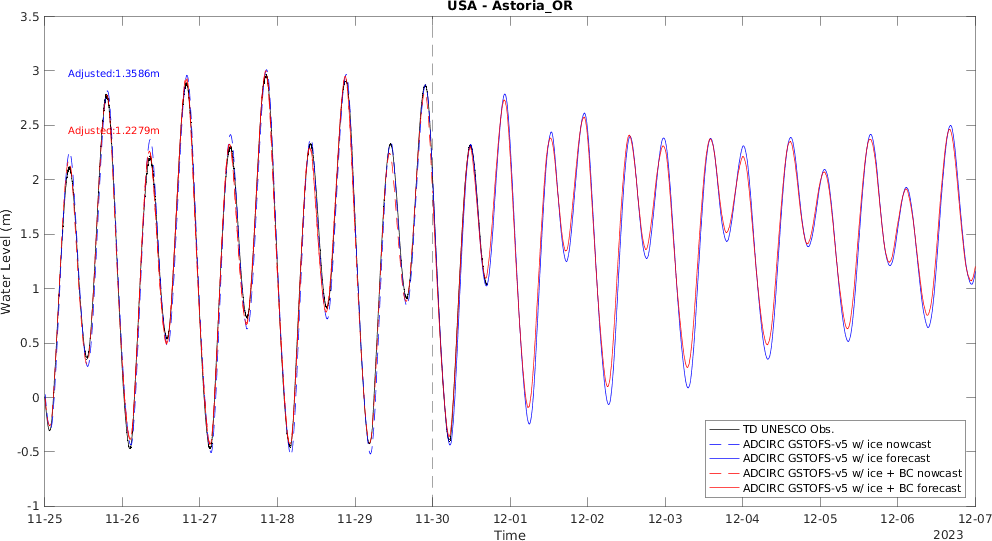 USA - Astoria_OR
3.5
3
2.5
2
1.5
1
0.5
0
-0.5
-1
Water Level (m)
Adjusted:1.3586m
Adjusted:1.2279m
TD UNESCO Obs.
ADCIRC GSTOFS-v5 w/ ice nowcast
ADCIRC GSTOFS-v5 w/ ice forecast
ADCIRC GSTOFS-v5 w/ ice + BC nowcast
ADCIRC GSTOFS-v5 w/ ice + BC forecast
11-25 11-26 11-27 11-28 11-29 11-30 12-01 12-02 12-03 12-04 12-05 12-06 12-07
Time
2023